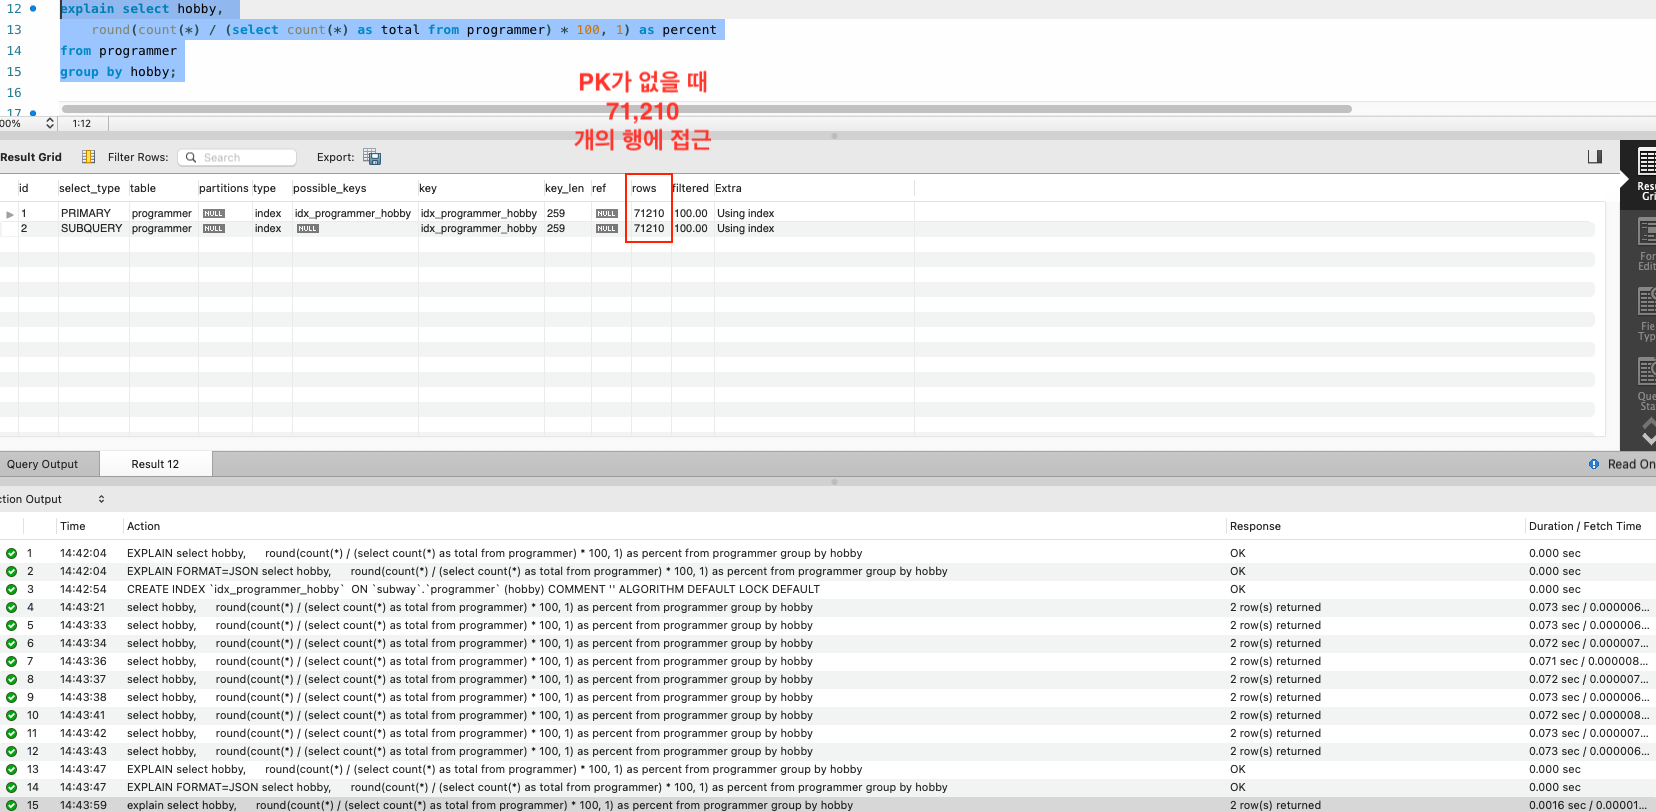 12 explain select hobby,
13 round(count(*) / (select count(*) as total from programmer) * 100, 1) as percent
14 from programmer
15 group by hobby;
16
17
PK가 없을 때
71,210
개의 행에 접근
00% 1:12
Result Grid Filter Rows: Search Export:
id select_type table partitions type possible_keys key key_len ref rows filtered Extra
1 PRIMARY programmer NULL index idx_programmer_hobby idx_programmer_hobby 259 NULL 71210 100.00 Using index
2 SUBQUERY programmer NULL index NULL idx_programmer_hobby 259 NULL 71210 100.00 Using index
Resu
Gri
For
Edit
Fie
Typ
Que
Sta
Query Output Result 12 Read On
ction Output
Time Action Response Duration / Fetch Time
1 14:42:04 EXPLAIN select hobby, round(count(*) / (select count(*) as total from programmer) * 100, 1) as percent from programmer group by hobby OK 0.000 sec
2 14:42:04 EXPLAIN FORMAT=JSON select hobby, round(count(*) / (select count(*) as total from programmer) * 100, 1) as percent from programmer group by hobby OK 0.000 sec
3 14:42:54 CREATE INDEX `idx_programmer_hobby` ON `subway`.`programmer` (hobby) COMMENT '' ALGORITHM DEFAULT LOCK DEFAULT OK 0.000 sec
4 14:43:21 select hobby, round(count(*) / (select count(*) as total from programmer) * 100, 1) as percent from programmer group by hobby 2 row(s) returned 0.073 sec / 0.000006...
5 14:43:33 select hobby, round(count(*) / (select count(*) as total from programmer) * 100, 1) as percent from programmer group by hobby 2 row(s) returned 0.073 sec / 0.000006...
6 14:43:34 select hobby, round(count(*) / (select count(*) as total from programmer) * 100, 1) as percent from programmer group by hobby 2 row(s) returned 0.072 sec / 0.000007...
7 14:43:36 select hobby, round(count(*) / (select count(*) as total from programmer) * 100, 1) as percent from programmer group by hobby 2 row(s) returned 0.071 sec / 0.000008...
8 14:43:37 select hobby, round(count(*) / (select count(*) as total from programmer) * 100, 1) as percent from programmer group by hobby 2 row(s) returned 0.072 sec / 0.000007...
9 14:43:38 select hobby, round(count(*) / (select count(*) as total from programmer) * 100, 1) as percent from programmer group by hobby 2 row(s) returned 0.073 sec / 0.000006...
10 14:43:41 select hobby, round(count(*) / (select count(*) as total from programmer) * 100, 1) as percent from programmer group by hobby 2 row(s) returned 0.072 sec / 0.000008...
11 14:43:42 select hobby, round(count(*) / (select count(*) as total from programmer) * 100, 1) as percent from programmer group by hobby 2 row(s) returned 0.073 sec / 0.000007...
12 14:43:43 select hobby, round(count(*) / (select count(*) as total from programmer) * 100, 1) as percent from programmer group by hobby 2 row(s) returned 0.073 sec / 0.000006...
13 14:43:47 EXPLAIN select hobby, round(count(*) / (select count(*) as total from programmer) * 100, 1) as percent from programmer group by hobby OK 0.000 sec
14 14:43:47 EXPLAIN FORMAT=JSON select hobby, round(count(*) / (select count(*) as total from programmer) * 100, 1) as percent from programmer group by hobby OK 0.000 sec
15 14:43:59 explain select hobby, round(count(*) / (select count(*) as total from programmer) * 100, 1) as percent from programmer group by hobby 2 row(s) returned 0.0016 sec / 0.00001...